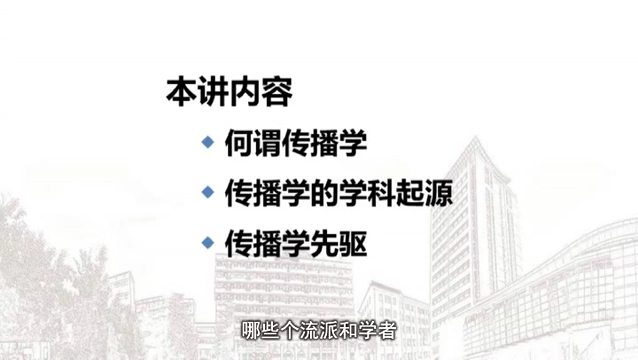 本讲内容
何谓传播学
传播学的学科起源
传播学先驱
哪些个流派和学者